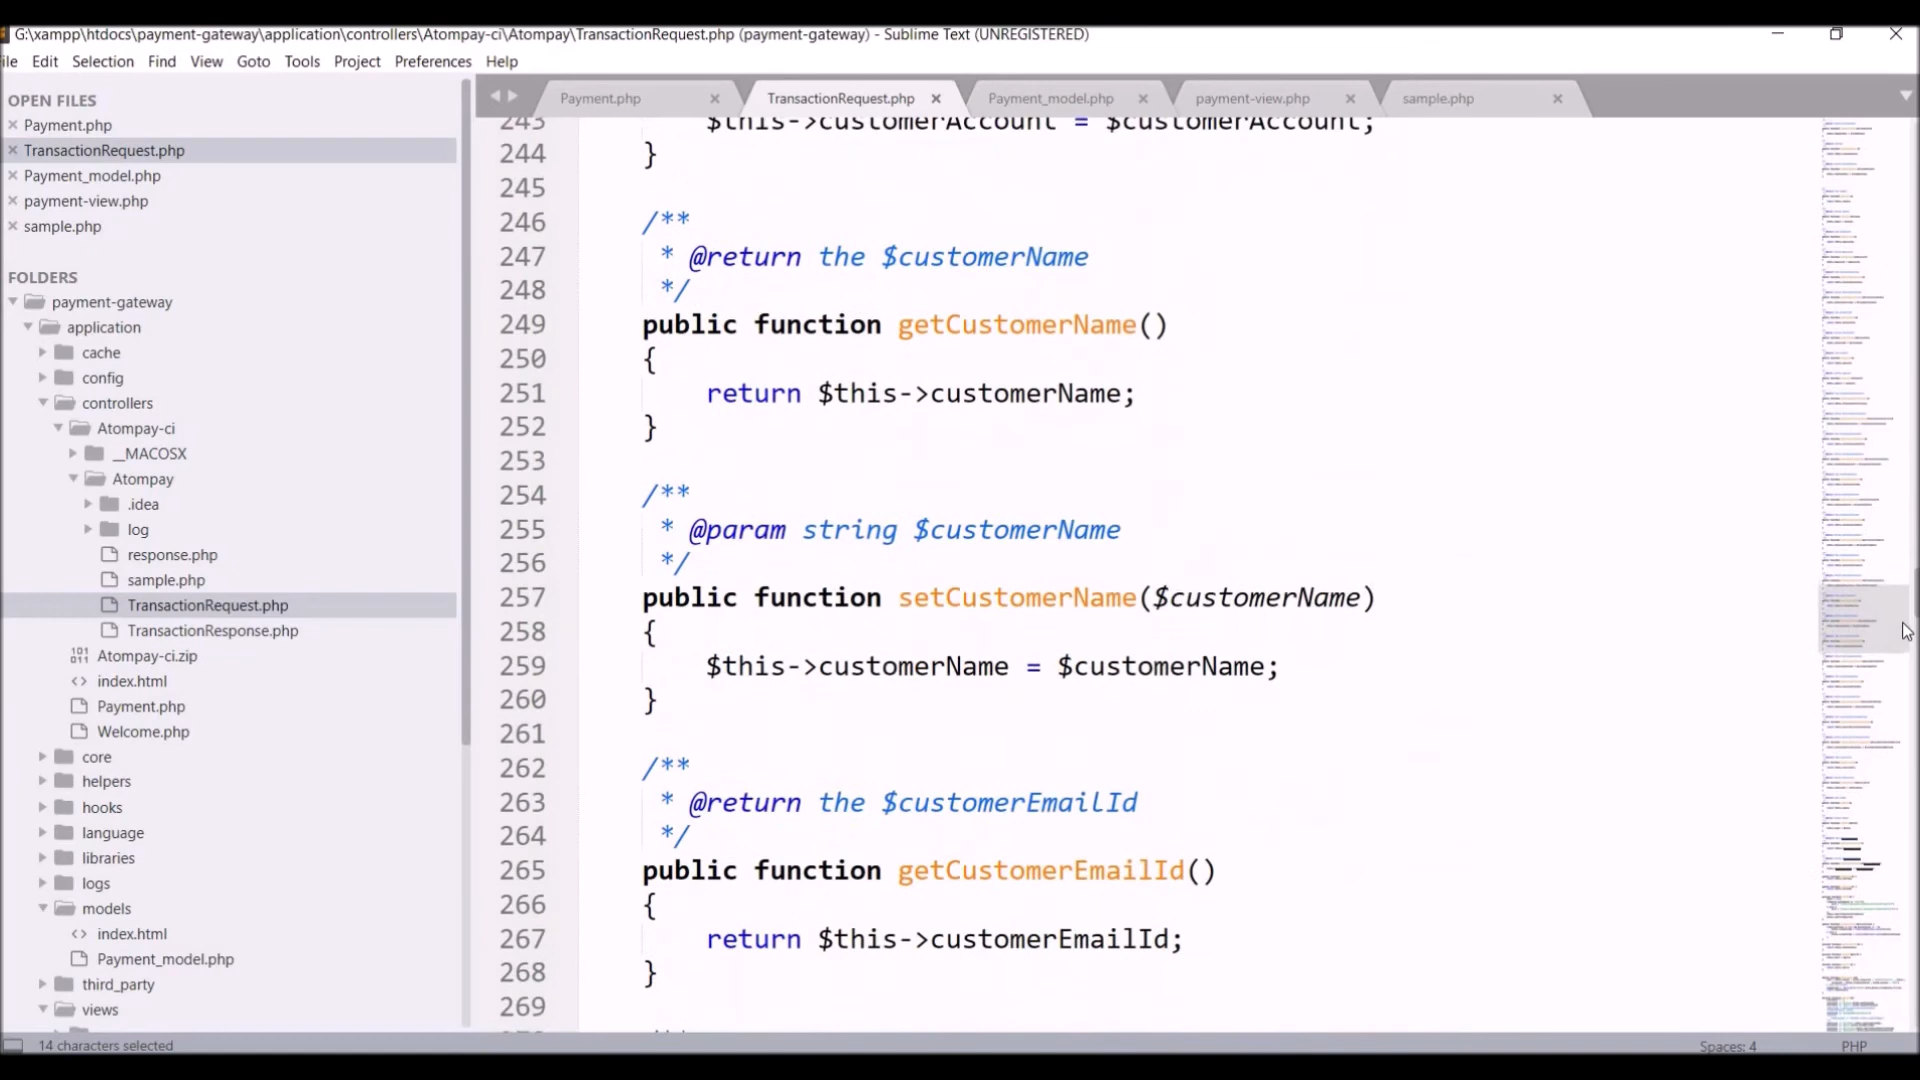 G:\xampp\htdocs\payment-gateway\application\controllers\Atompay-ci\Atompay\TransactionRequest.php (payment-gateway) - Sublime Text (UNREGISTERED)
ile Edit Selection Find View Goto Tools Project Preferences Help
OPEN FILES
Payment.php
TransactionRequest.php
Payment_model.php
payment-view.php
sample.php
FOLDERS
payment-gateway
application
cache
config
controllers
Atompay-ci
__MACOSX
Atompay
.idea
log
response.php
sample.php
TransactionRequest.php
TransactionResponse.php
Atompay-ci.zip
index.html
Payment.php
Welcome.php
core
helpers
hooks
language
libraries
logs
models
index.html
Payment_model.php
third_party
views
Payment.php TransactionRequest.php Payment_model.php payment-view.php sample.php
243 $this->customerAccount = $customerAccount;
244 }
245
246 /**
247 * @return the $customerName
248 */
249 public function getCustomerName()
250 {
251 return $this->customerName;
252 }
253
254 /**
255 * @param string $customerName
256 */
257 public function setCustomerName($customerName)
258 {
259 $this->customerName = $customerName;
260 }
261
262 /**
263 * @return the $customerEmailId
264 */
265 public function getCustomerEmailId()
266 {
267 return $this->customerEmailId;
268 }
269
14 characters selected
Spaces: 4 PHP